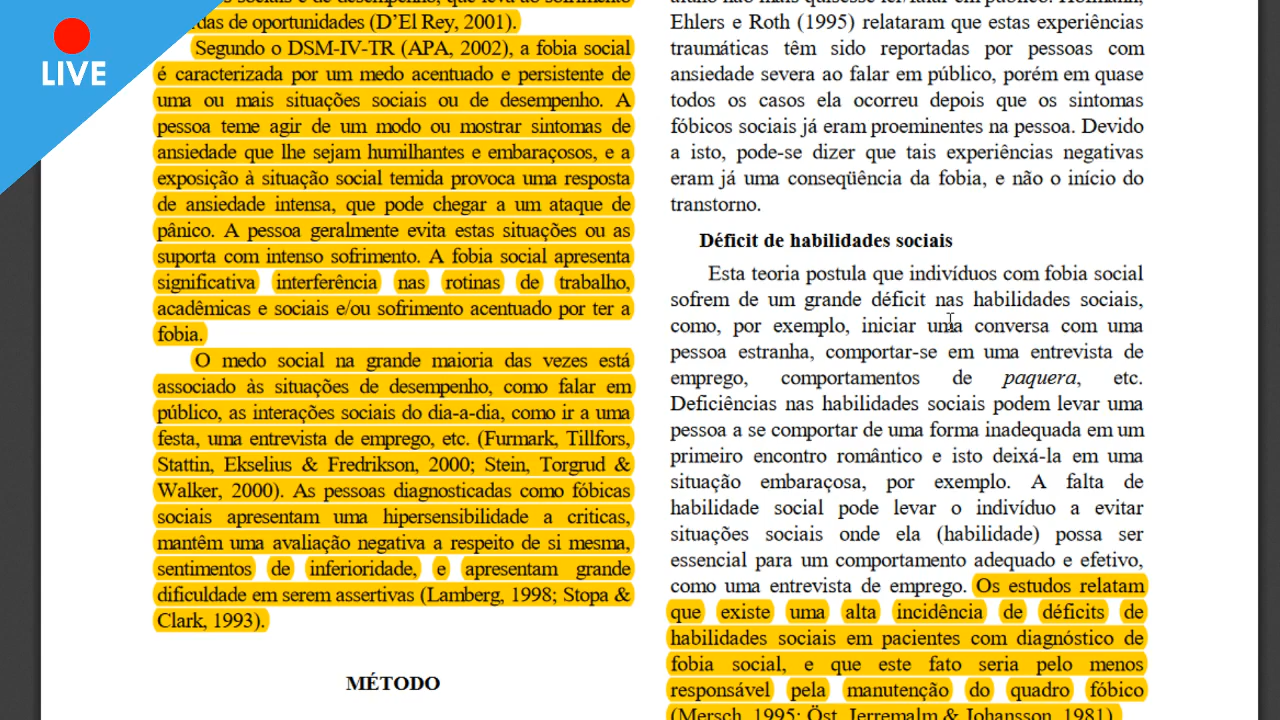 LIVE
das de oportunidades (D’El Rey, 2001).
Segundo o DSM-IV-TR (APA, 2002), a fobia social
é caracterizada por um medo acentuado e persistente de
uma ou mais situações sociais ou de desempenho. A
pessoa teme agir de um modo ou mostrar sintomas de
ansiedade que lhe sejam humilhantes e embaraçosos, e a
exposição à situação social temida provoca uma resposta
de ansiedade intensa, que pode chegar a um ataque de
pânico. A pessoa geralmente evita estas situações ou as
suporta com intenso sofrimento. A fobia social apresenta
significativa interferência nas rotinas de trabalho,
acadêmicas e sociais e/ou sofrimento acentuado por ter a
fobia.
O medo social na grande maioria das vezes está
associado às situações de desempenho, como falar em
público, as interações sociais do dia-a-dia, como ir a uma
festa, uma entrevista de emprego, etc. (Furmark, Tillfors,
Stattin, Ekselius & Fredrikson, 2000; Stein, Torgrud &
Walker, 2000). As pessoas diagnosticadas como fóbicas
sociais apresentam uma hipersensibilidade a criticas,
mantêm uma avaliação negativa a respeito de si mesma,
sentimentos de inferioridade, e apresentam grande
dificuldade em serem assertivas (Lamberg, 1998; Stopa &
Clark, 1993).
MÉTODO
Ehlers e Roth (1995) relataram que estas experiências
traumáticas têm sido reportadas por pessoas com
ansiedade severa ao falar em público, porém em quase
todos os casos ela ocorreu depois que os sintomas
fóbicos sociais já eram proeminentes na pessoa. Devido
a isto, pode-se dizer que tais experiências negativas
eram já uma conseqüência da fobia, e não o início do
transtorno.
Déficit de habilidades sociais
Esta teoria postula que indivíduos com fobia social
sofrem de um grande déficit nas habilidades sociais,
como, por exemplo, iniciar uma conversa com uma
pessoa estranha, comportar-se em uma entrevista de
emprego, comportamentos de paquera, etc.
Deficiências nas habilidades sociais podem levar uma
pessoa a se comportar de uma forma inadequada em um
primeiro encontro romântico e isto deixá-la em uma
situação embaraçosa, por exemplo. A falta de
habilidade social pode levar o indivíduo a evitar
situações sociais onde ela (habilidade) possa ser
essencial para um comportamento adequado e efetivo,
como uma entrevista de emprego. Os estudos relatam
que existe uma alta incidência de déficits de
habilidades sociais em pacientes com diagnóstico de
fobia social, e que este fato seria pelo menos
responsável pela manutenção do quadro fóbico
(Mersch, 1995; Öst, Jerremalm & Johansson, 1981).